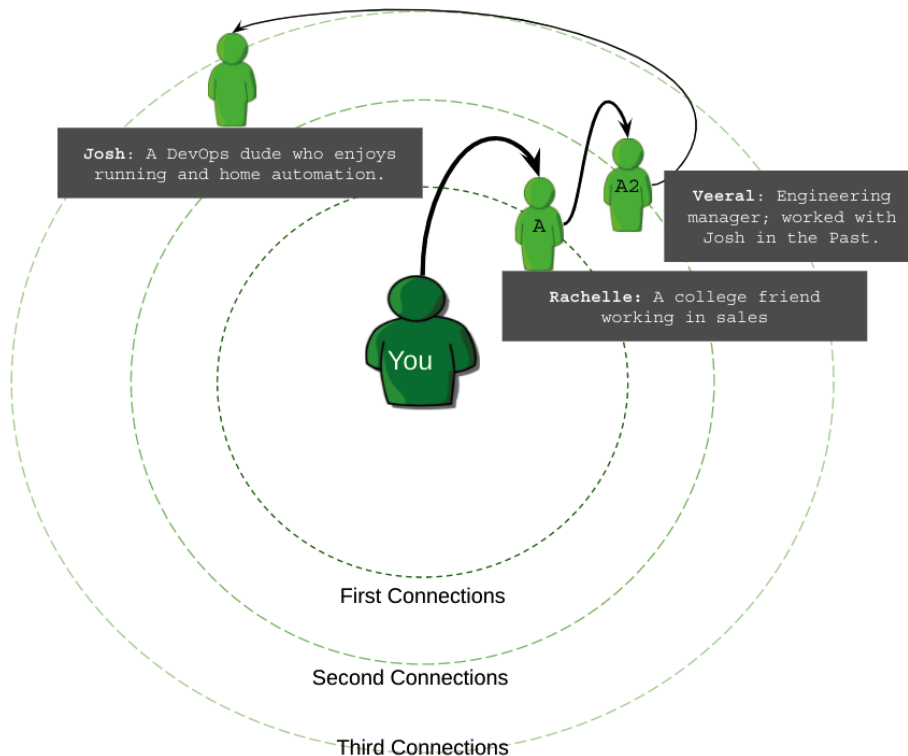 Josh: A DevOps dude who enjoys
running and home automation.
A
A2
Veeral: Engineering
manager; worked with
Josh in the Past.
Rachelle: A college friend
working in sales
You
First Connections
Second Connections
Third Connections